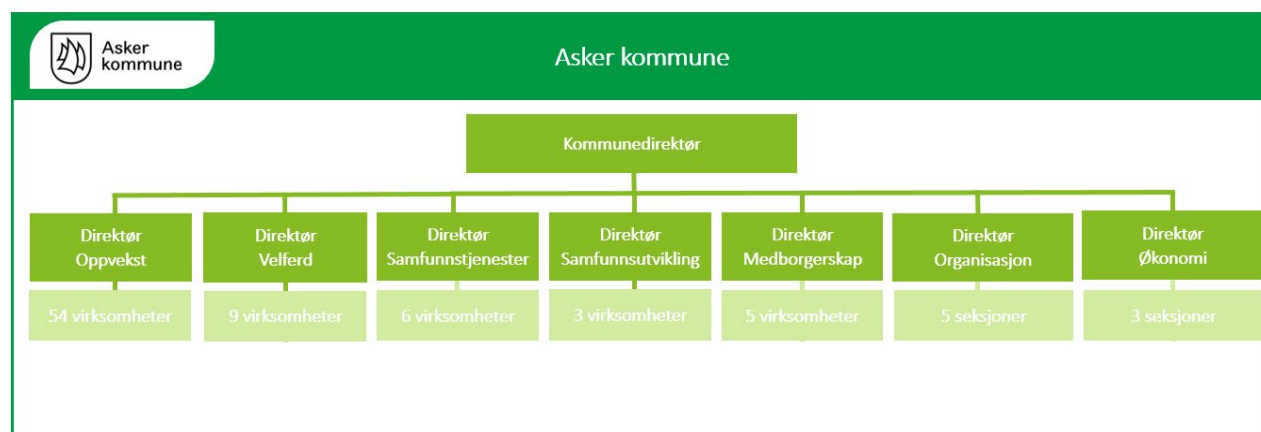 Asker
kommune
Asker kommune
Kommunedirektør
Direktør
Oppvekst
Direktør
Velferd
Direktør
Samfunnstjenester
Direktør
Samfunnsutvikling
Direktør
Medborgerskap
Direktør
Organisasjon
Direktør
Økonomi
54 virksomheter
9 virksomheter
6 virksomheter
3 virksomheter
5 virksomheter
5 seksjoner
3 seksjoner